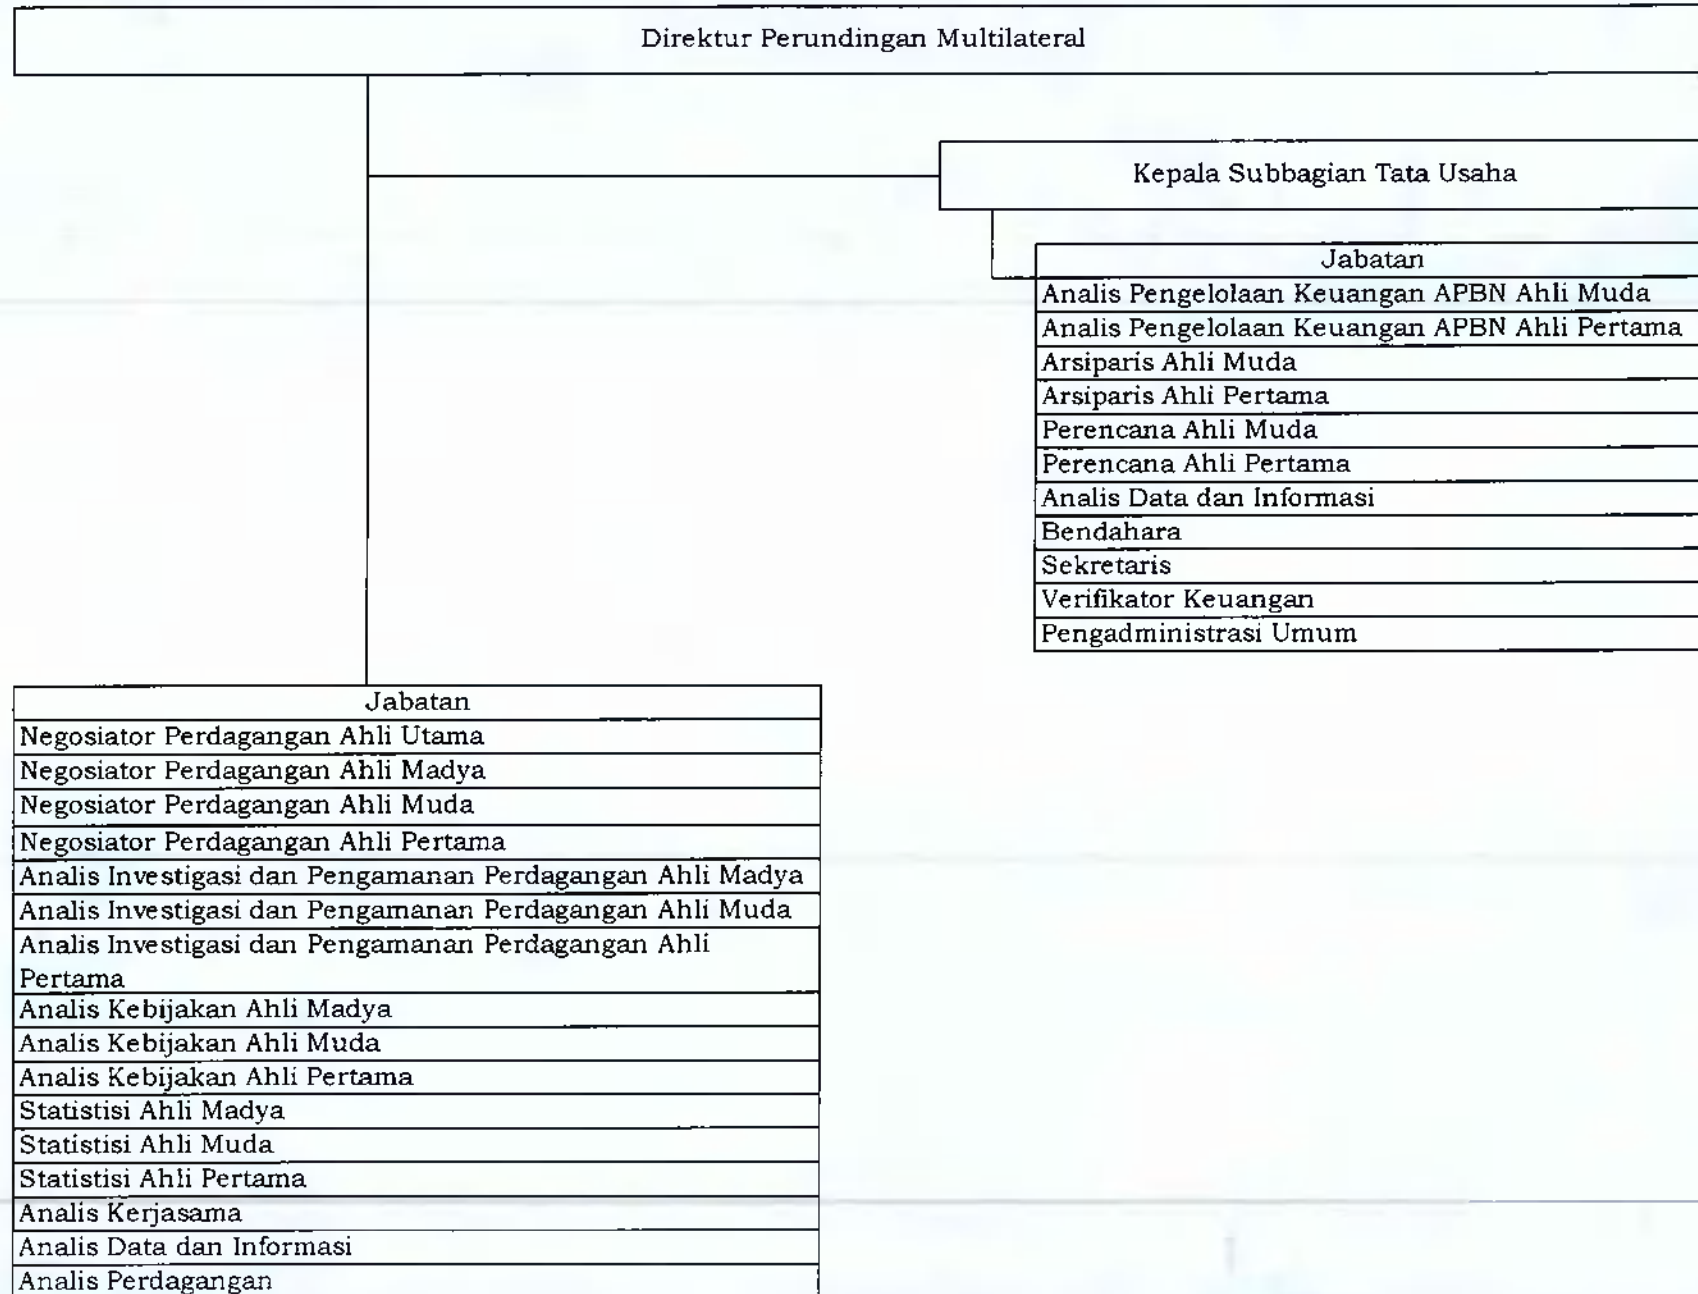 Direktur Perundingan Multilateral
Kepala Subbagian Tata Usaha
Jabatan
Analis Pengelolaan Keuangan APBN Ahli Muda
Analis Pengelolaan Keuangan APBN Ahli Pertama
Arsiparis Ahli Muda
Arsiparis Ahli Pertama
Perencana Ahli Muda
Perencana Ahli Pertama
Analis Data dan Informasi
Bendahara
Sekretaris
Verifikator Keuangan
Pengadministrasi Umum
Jabatan
Negosiator Perdagangan Ahli Utama
Negosiator Perdagangan Ahli Madya
Negosiator Perdagangan Ahli Muda
Negosiator Perdagangan Ahli Pertama
Analis Investigasi dan Pengamanan Perdagangan Ahli Madya
Analis Investigasi dan Pengamanan Perdagangan Ahli Muda
Analis Investigasi dan Pengamanan Perdagangan Ahli
Pertama
Analis Kebijakan Ahli Madya
Analis Kebijakan Ahli Muda
Analis Kebijakan Ahli Pertama
Statistisi Ahli Madya
Statistisi Ahli Muda
Statistisi Ahli Pertama
Analis Kerjasama
Analis Data dan Informasi
Analis Perdagangan